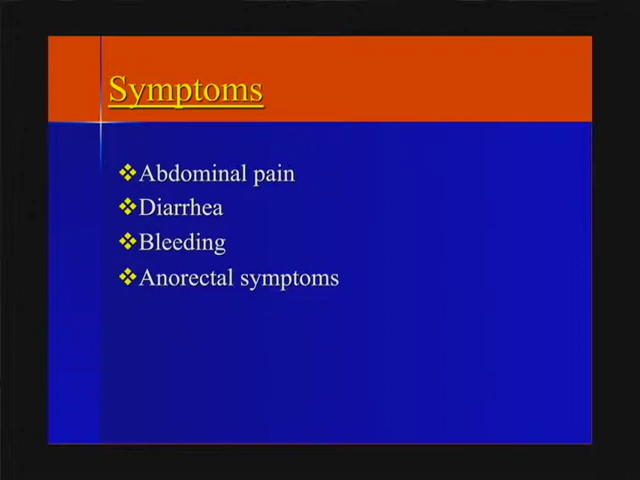 Symptoms
Abdominal pain
Diarrhea
Bleeding
Anorectal symptoms